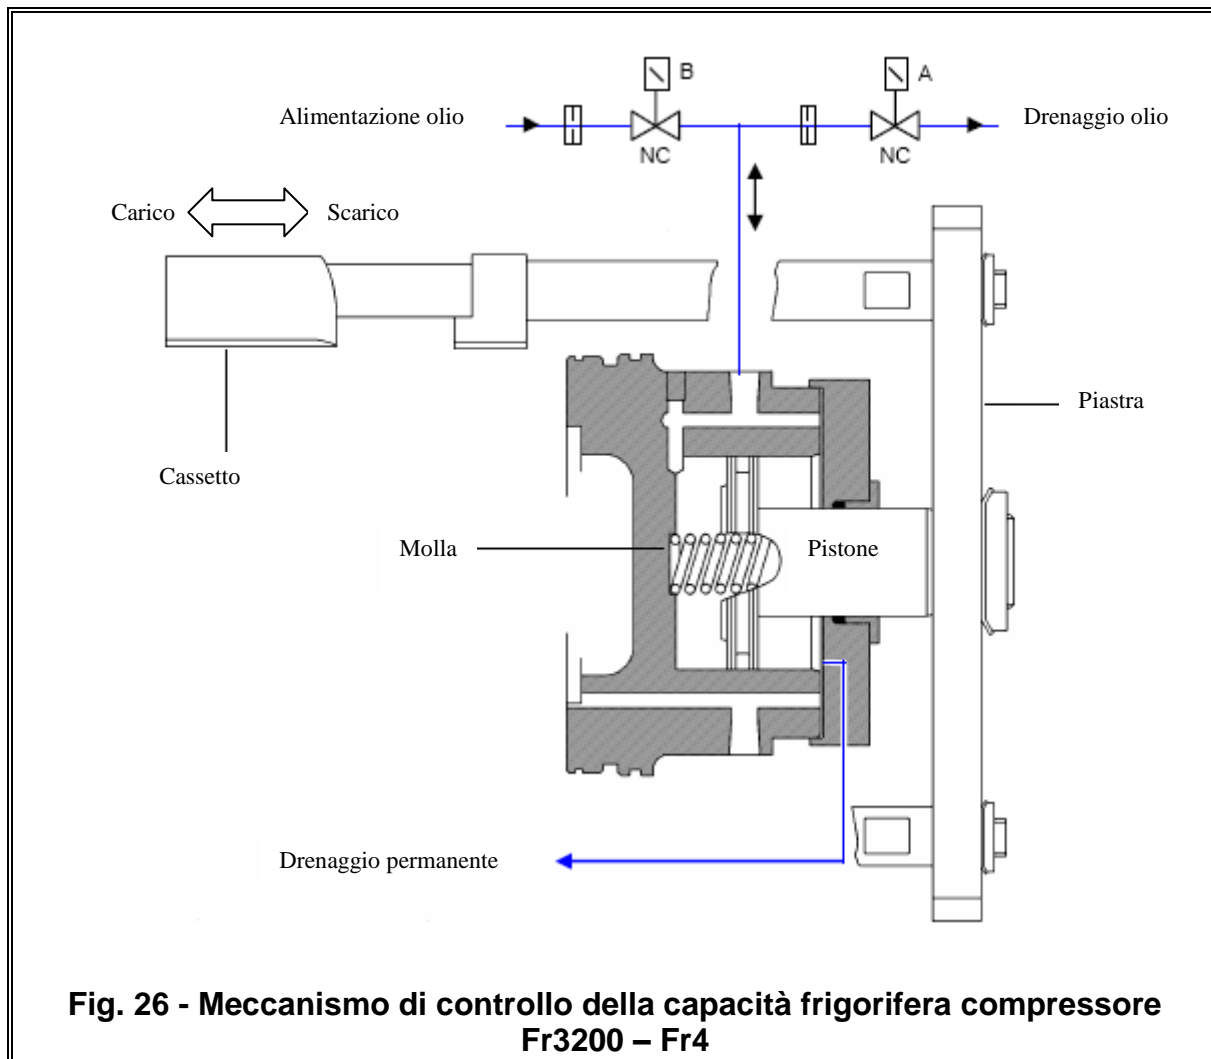 B
A
Alimentazione olio
Drenaggio olio
NC
NC
Carico
Scarico
Piastra
Cassetto
Molla
Pistone
Drenaggio permanente
Fig. 26 - Meccanismo di controllo della capacità frigorifera compressore
Fr3200 – Fr4